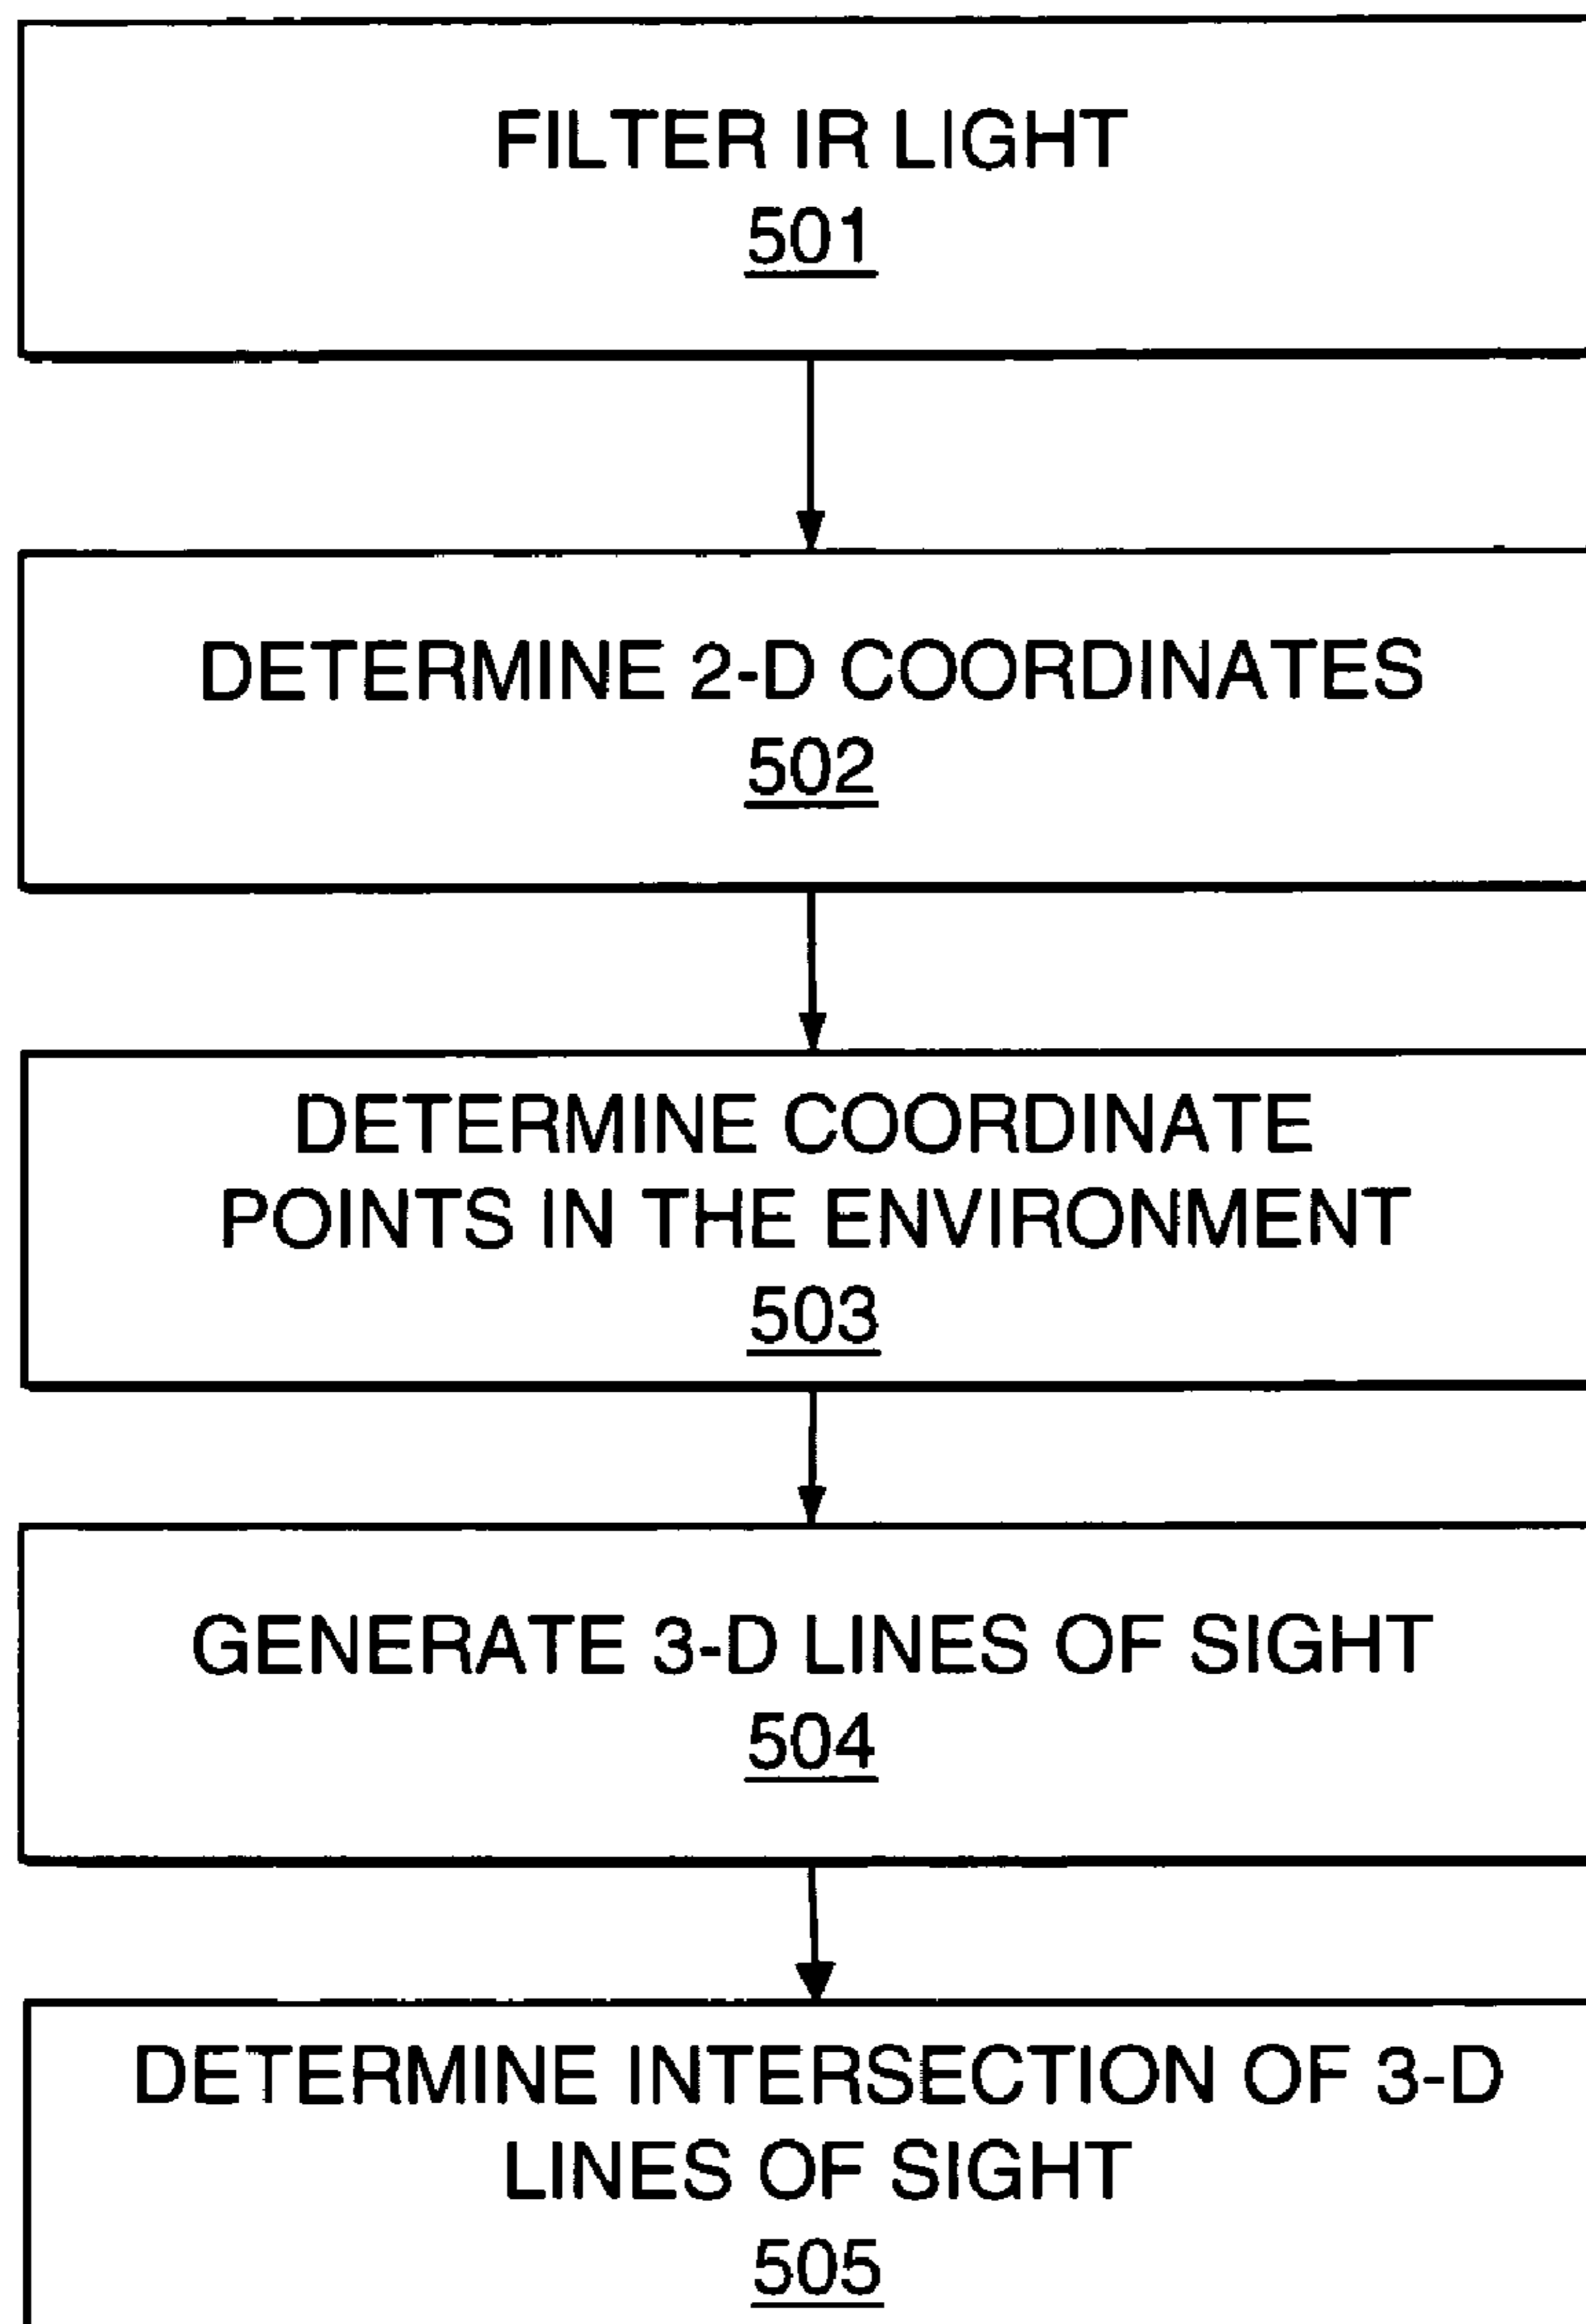 FILTER IR LIGHT
501
DETERMINE 2-D COORDINATES
502
DETERMINE COORDINATE
POINTS IN THE ENVIRONMENT
503
GENERATE 3-D LINES OF SIGHT
504
DETERMINE INTERSECTION OF 3-D
LINES OF SIGHT
505